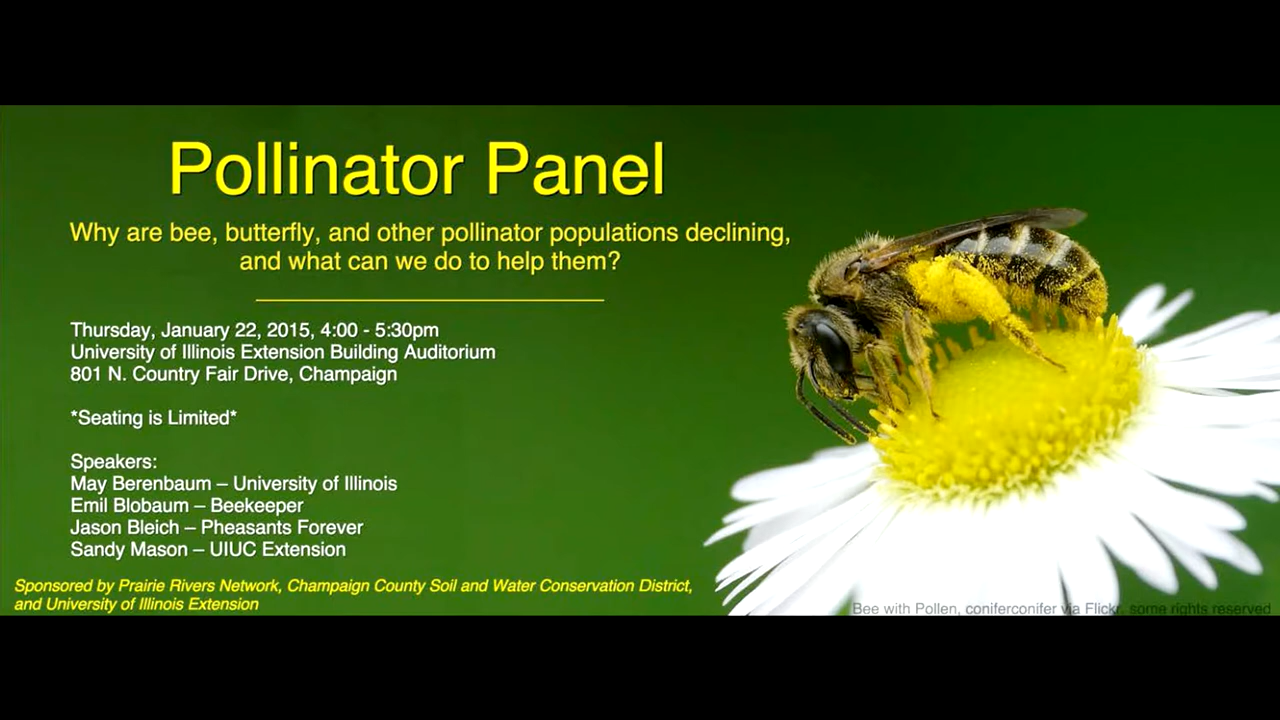 Pollinator Panel
Why are bee, butterfly, and other pollinator populations declining,
and what can we do to help them?
Thursday, January 22, 2015, 4:00 - 5:30pm
University of Illinois Extension Building Auditorium
801 N. Country Fair Drive, Champaign
*Seating is Limited*
Speakers:
May Berenbaum – University of Illinois
Emil Blobaum – Beekeeper
Jason Bleich – Pheasants Forever
Sandy Mason – UIUC Extension
Sponsored by Prairie Rivers Network, Champaign County Soil and Water Conservation District,
and University of Illinois Extension
Bee with Pollen, coniferconifer via Flickr, some rights reserved